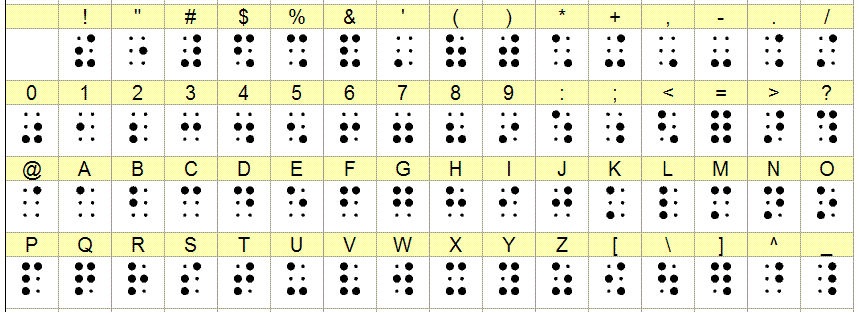 ! " # $ % & ' ( ) * + , - . /
⠀ ⠮ ⠐ ⠼ ⠫ ⠩ ⠯ ⠄ ⠷ ⠾ ⠡ ⠬ ⠠ ⠤ ⠨ ⠌
0 1 2 3 4 5 6 7 8 9 : ; < = > ?
⠴ ⠂ ⠆ ⠒ ⠲ ⠢ ⠖ ⠶ ⠦ ⠔ ⠱ ⠰ ⠣ ⠿ ⠜ ⠹
@ A B C D E F G H I J K L M N O
⠈ ⠁ ⠃ ⠉ ⠙ ⠑ ⠋ ⠛ ⠓ ⠊ ⠚ ⠅ ⠇ ⠍ ⠝ ⠕
P Q R S T U V W X Y Z [ \ ] ^ _
⠏ ⠟ ⠗ ⠎ ⠞ ⠥ ⠧ ⠺ ⠭ ⠽ ⠵ ⠪ ⠳ ⠻ ⠘ ⠸